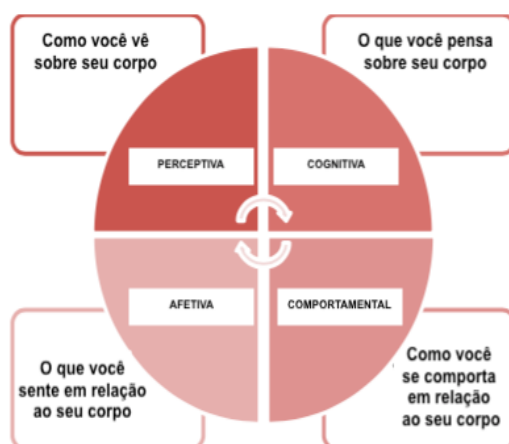 Como você vê
sobre seu corpo
O que você pensa
sobre seu corpo
PERCEPTIVA
COGNITIVA
AFETIVA
COMPORTAMENTAL
O que você
sente em relação
ao seu corpo
Como você
se comporta
em relação
ao seu corpo